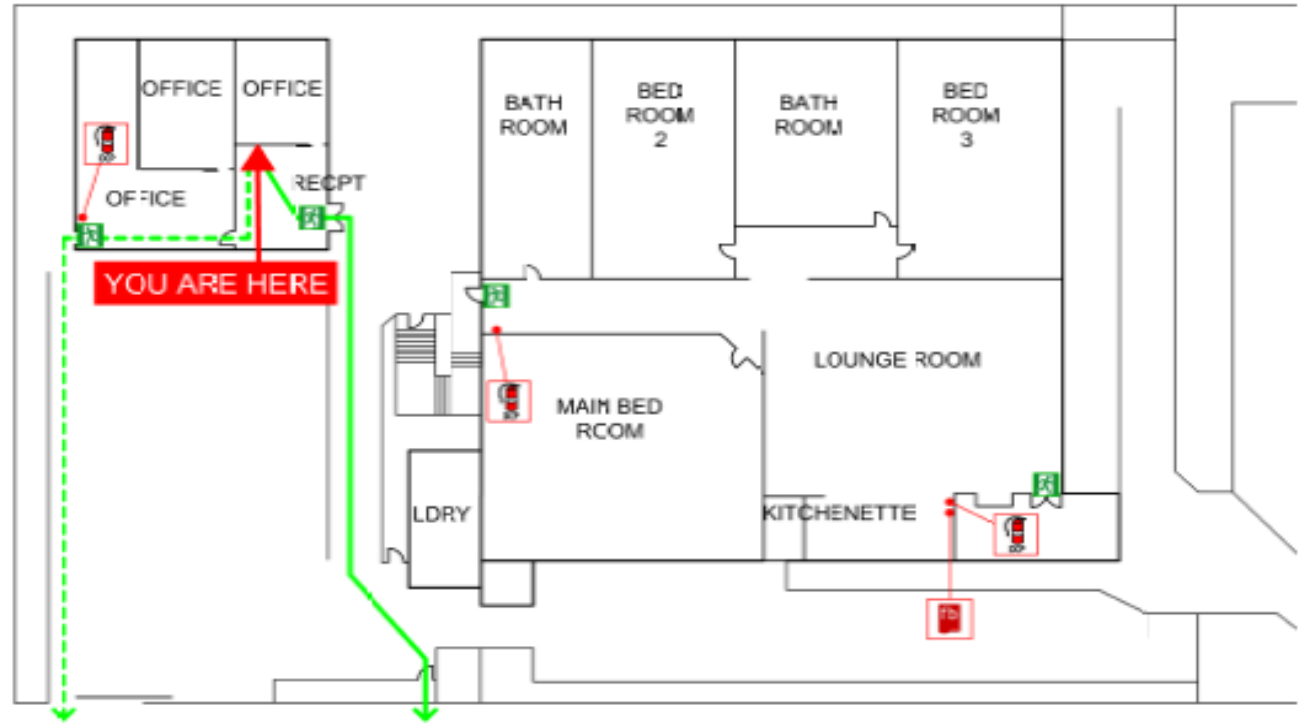 OFFICE
OFFICE
RECPT
OFFICE
YOU ARE HERE
BATH
ROOM
BED
ROOM
2
BATH
ROOM
BED
ROOM
3
LOUNGE ROOM
MAIN BED
ROOM
LDRY
KITCHENETTE